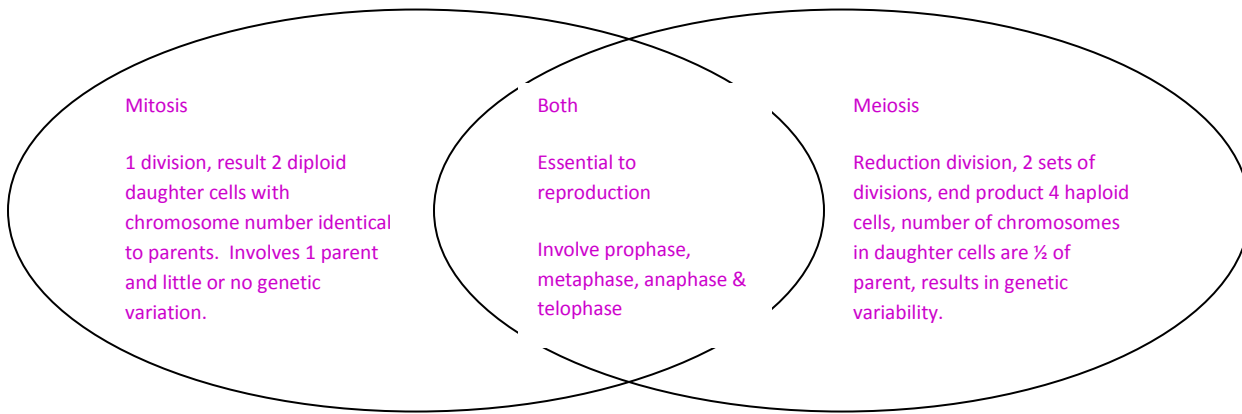 Mitosis
1 division, result 2 diploid
daughter cells with
chromosome number identical
to parents. Involves 1 parent
and little or no genetic
variation.
Both
Essential to
reproduction
Involve prophase,
metaphase, anaphase &
telophase
Meiosis
Reduction division, 2 sets of
divisions, end product 4 haploid
cells, number of chromosomes
in daughter cells are ½ of
parent, results in genetic
variability.